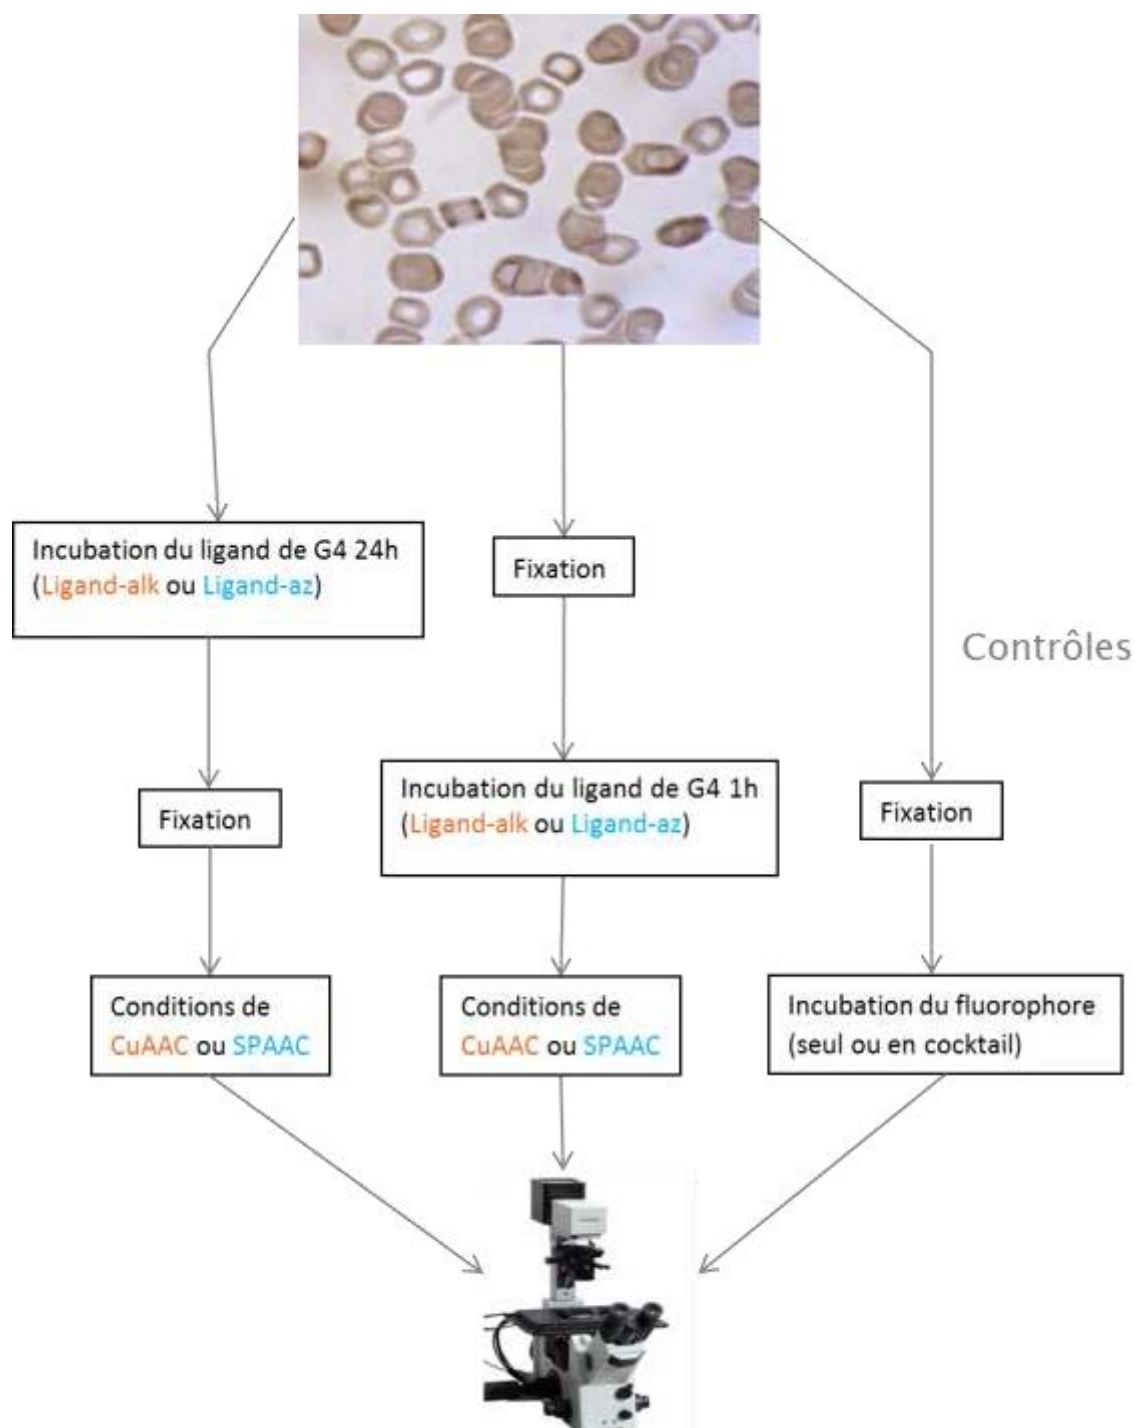 Incubation du ligand de G4 24h
(Ligand-alk ou Ligand-az)
Fixation
Contrôles
Incubation du ligand de G4 1h
(Ligand-alk ou Ligand-az)
Fixation
Fixation
Conditions de
CuAAC ou SPAAC
Conditions de
CuAAC ou SPAAC
Incubation du fluorophore
(seul ou en cocktail)